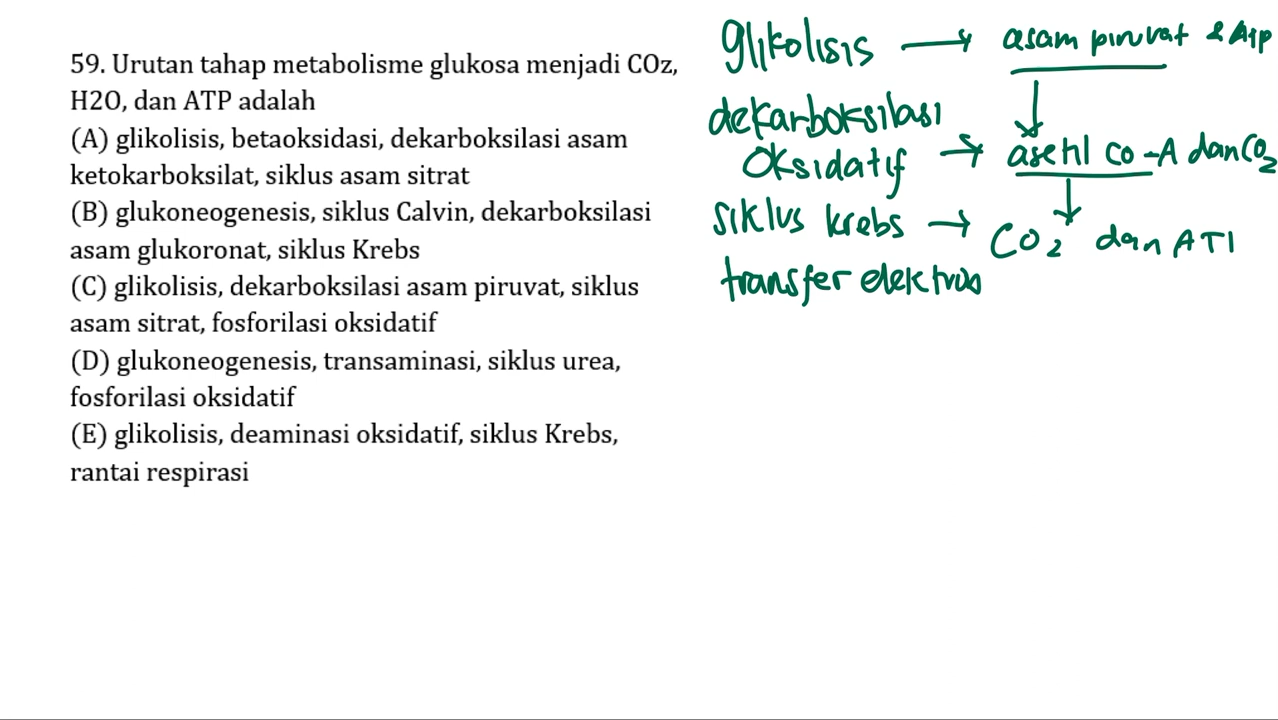 59. Urutan tahap metabolisme glukosa menjadi COz,
H2O, dan ATP adalah
(A) glikolisis, betaoksidasi, dekarboksilasi asam
ketokarboksilat, siklus asam sitrat
(B) glukoneogenesis, siklus Calvin, dekarboksilasi
asam glukoronat, siklus Krebs
(C) glikolisis, dekarboksilasi asam piruvat, siklus
asam sitrat, fosforilasi oksidatif
(D) glukoneogenesis, transaminasi, siklus urea,
fosforilasi oksidatif
(E) glikolisis, deaminasi oksidatif, siklus Krebs,
rantai respirasi
glikolisis → asam piruvat & Atp
dekarboksilasi
Oksidatif → asetil Co-A dan CO₂
siklus krebs → CO₂ dan ATP
transfer elektron